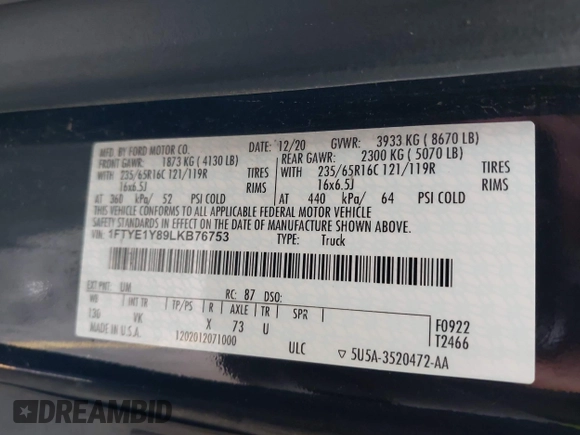 MFD. BY FORD MOTOR CO. DATE: 12/20 GVWR: 3933 KG ( 8670 LB)
FRONT GAWR: 1873 KG ( 4130 LB) REAR GAWR: 2300 KG ( 5070 LB)
WITH 235/65R16C 121/119R TIRES WITH 235/65R16C 121/119R TIRES
16x6.5J RIMS 16x6.5J RIMS
AT 360 kPa/ 52 PSI COLD AT 440 kPa/ 64 PSI COLD
THIS VEHICLE CONFORMS TO ALL APPLICABLE FEDERAL MOTOR VEHICLE
SAFETY STANDARDS IN EFFECT ON THE DATE OF MANUFACTURE SHOWN ABOVE.
VIN: 1FTYE1Y89LKB76753 TYPE: Truck
EXT PNT: UM RC: 87 DSO:
WB INT TR TP/PS R AXLE TR SPR
130 VK X 73 U F0922
MADE IN U.S.A. 1202012071000 T2466
ULC ▽ 5U5A-3520472-AA
DREAMBID